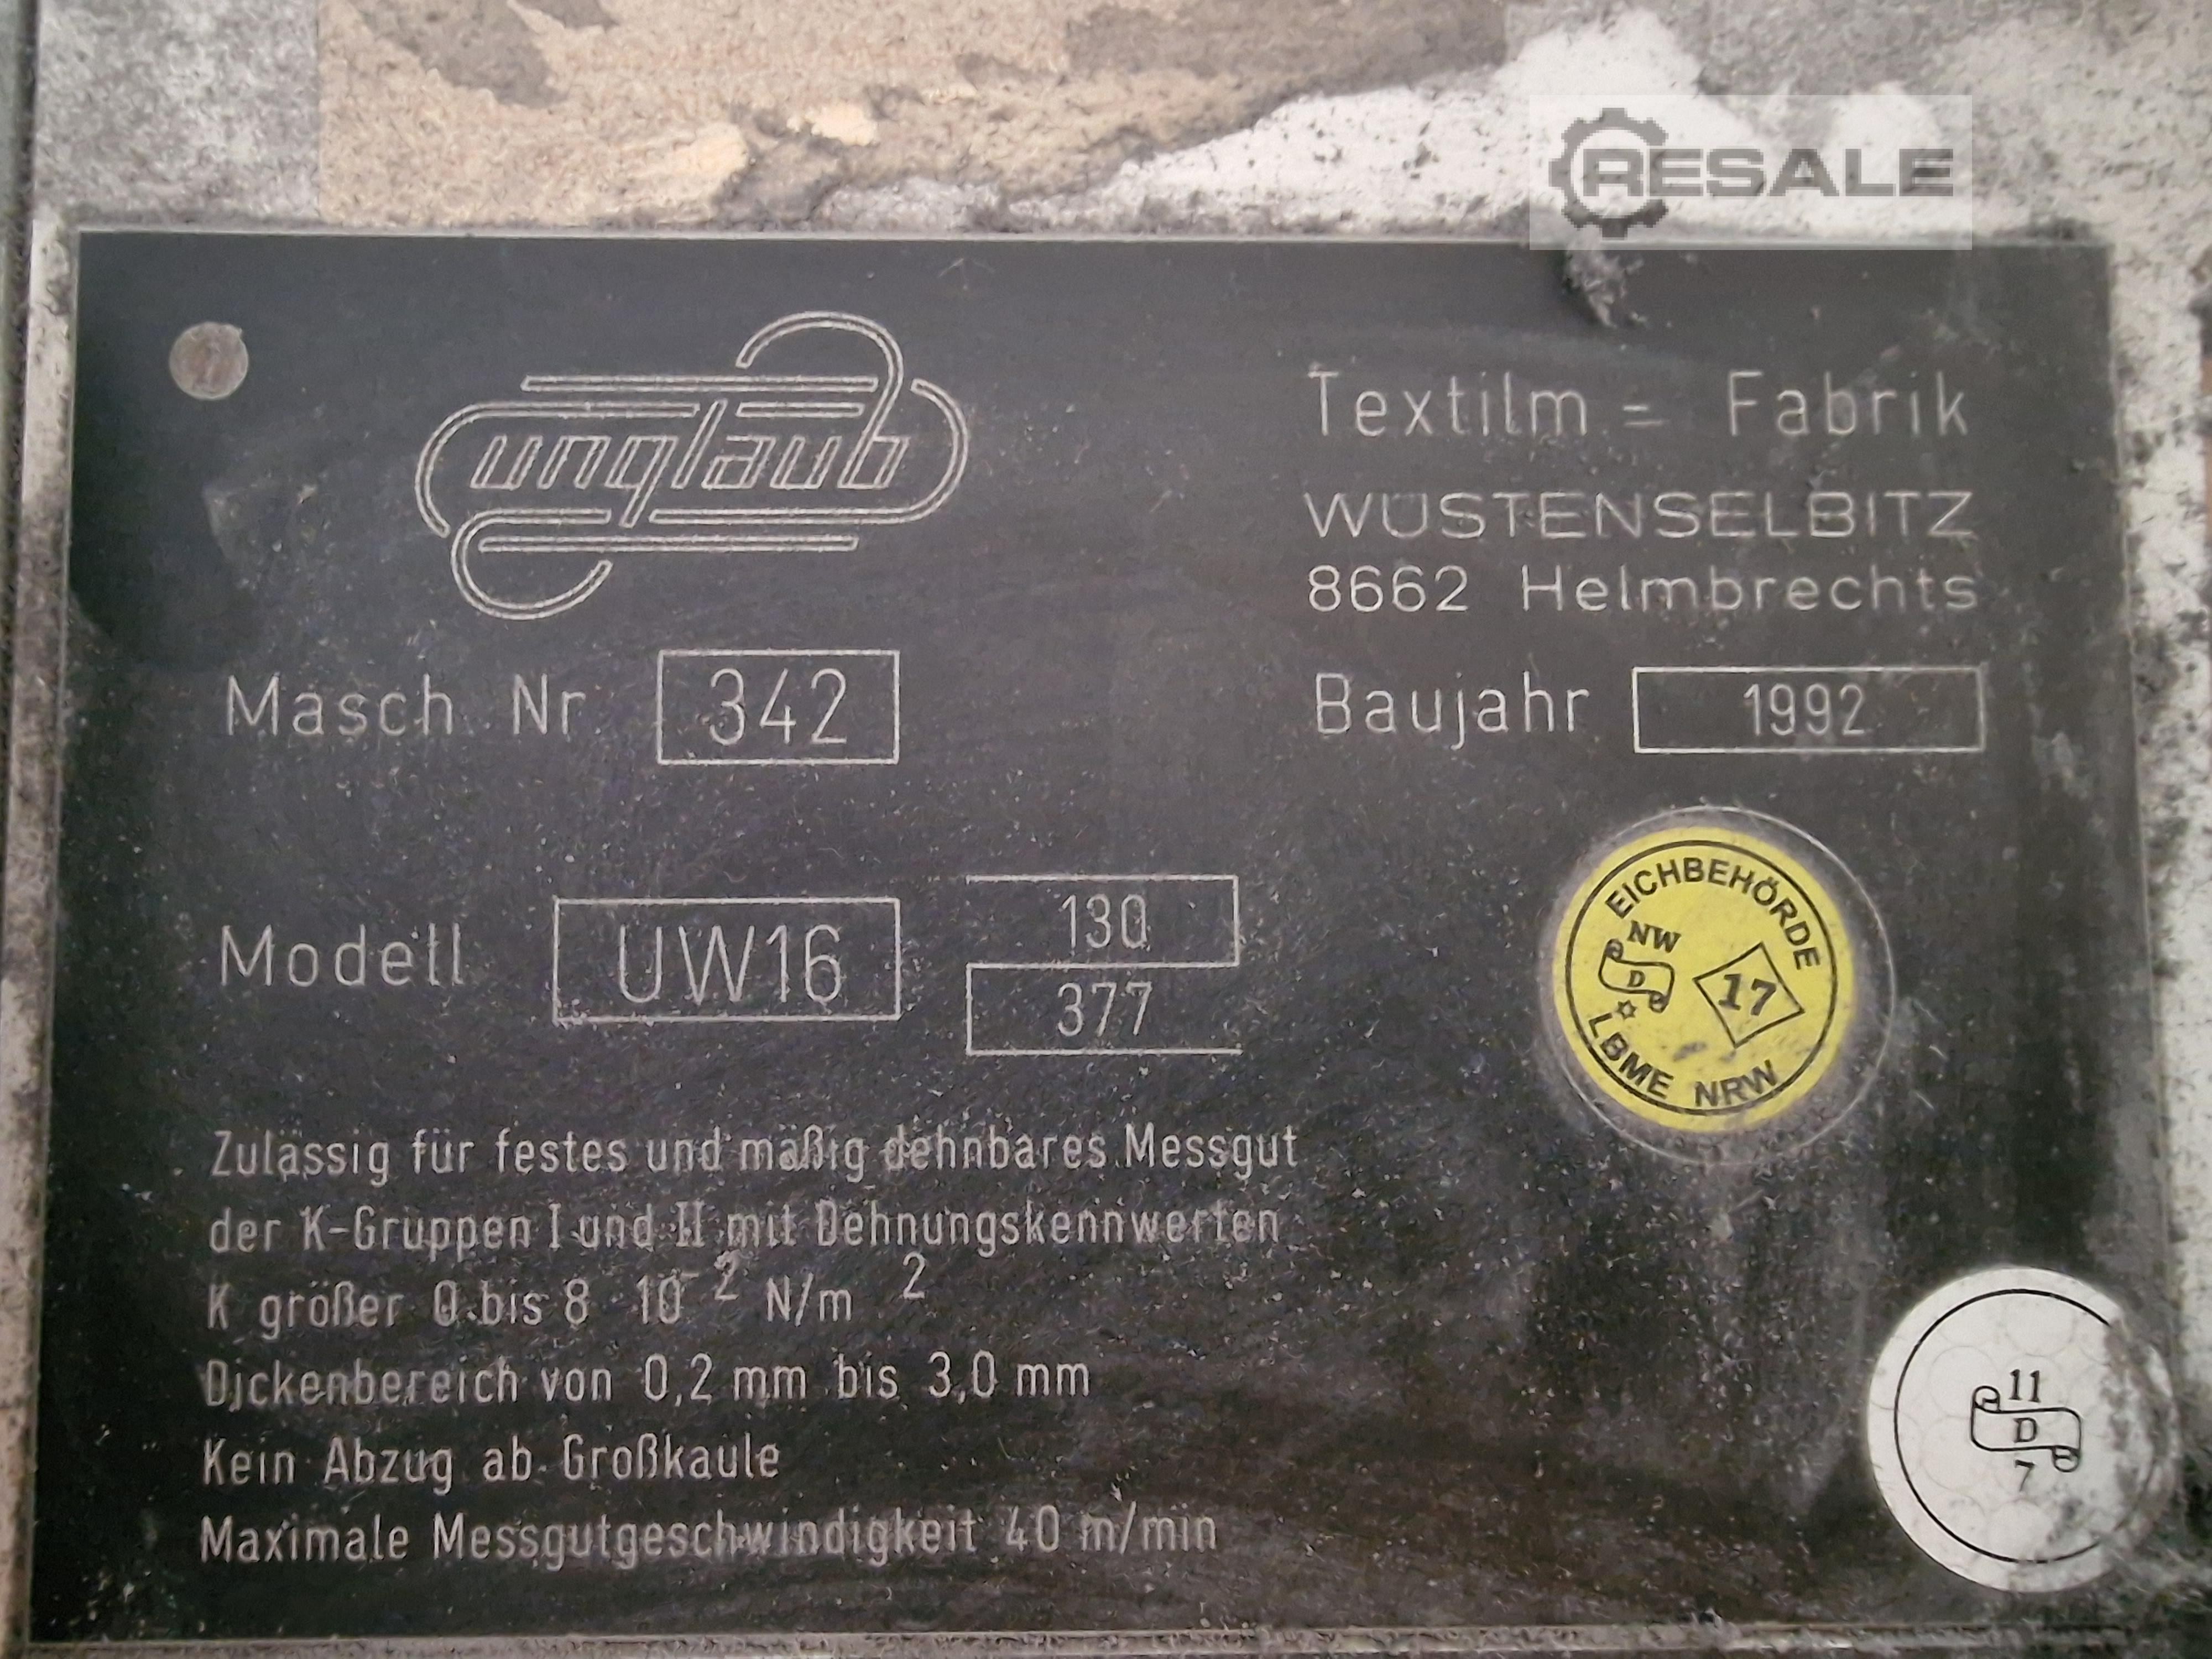 RESALE
unglaub
Textilm = Fabrik
WÜSTENSELBITZ
8662 Helmbrechts
Masch Nr 342
Baujahr 1992
Modell UW16 130
377
EICHBEHÖRDE
NW
D
17
LBME NRW
Zulässig für festes und mäßig dehnbares Messgut
der K-Gruppen I und II mit Dehnungskennwerten
K größer 0 bis 8 10⁻² N/m ²
Dickenbereich von 0,2 mm bis 3,0 mm
Kein Abzug ab Großkaule
Maximale Messgutgeschwindigkeit 40 m/min
11
D
7